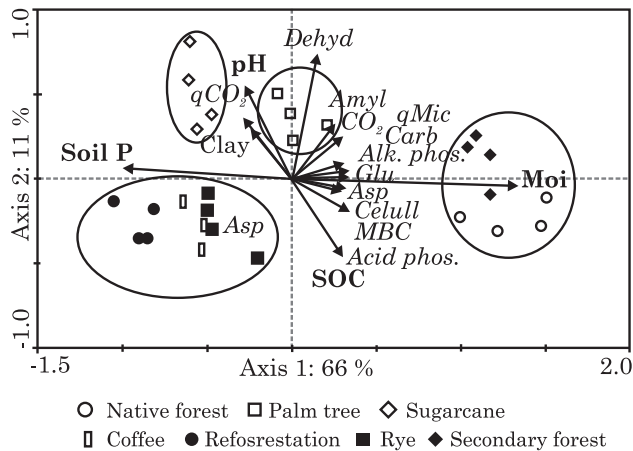 1.0
Dehyd
pH
qCO2
Amyl
CO2 qMic
Carb
Clay
Alk. phos.
Soil P
Glu
Moi
Asp
Asp
Celull
MBC
Acid phos.
SOC
Axis 2: 11 %
-1.0
-1.5 Axis 1: 66 % 2.0
Native forest Palm tree Sugarcane
Coffee Refosrestation Rye Secondary forest